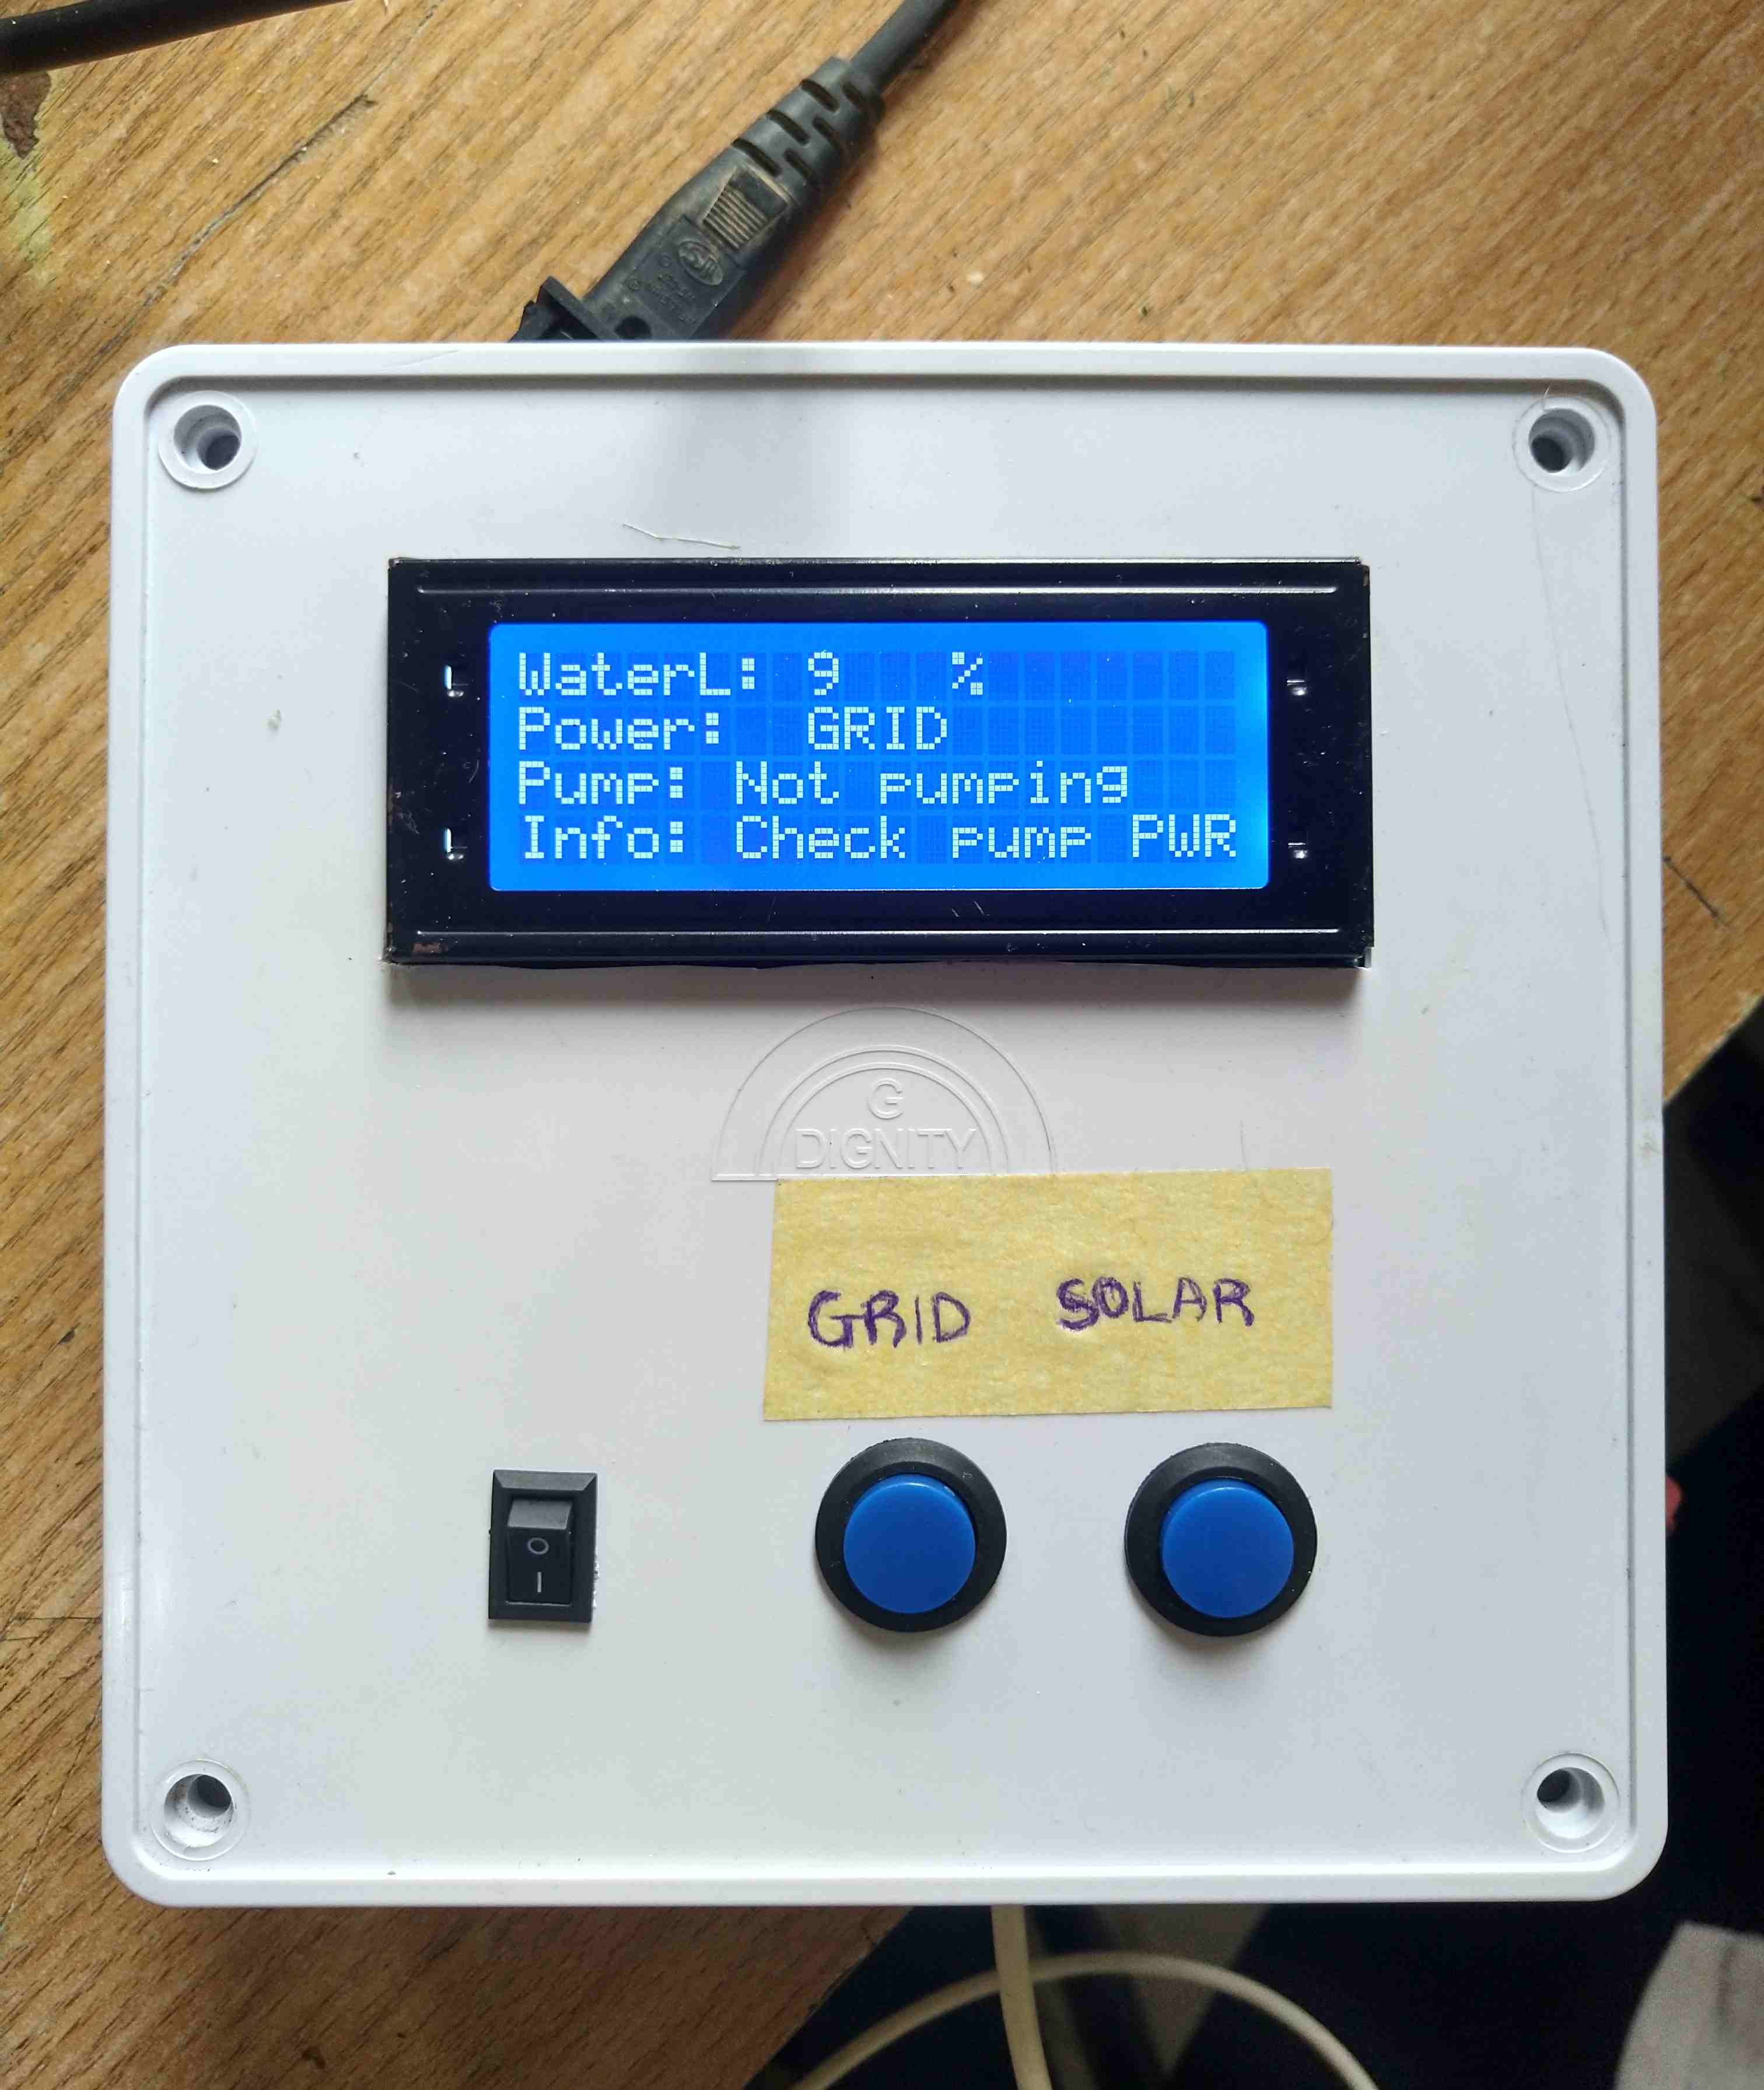 WaterL: 9 %
Power: GRID
Pump: Not pumping
Info: Check pump PWR
G
DIGNITY
GRID SOLAR
O
I